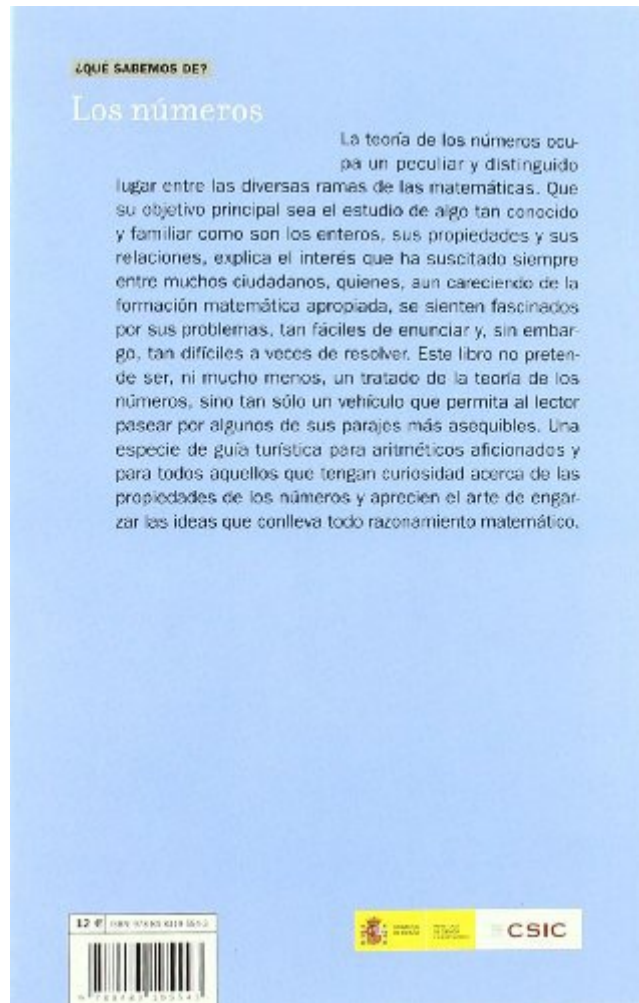 ¿QUÉ SABEMOS DE?
Los números
La teoría de los números ocu-
pa un peculiar y distinguido
lugar entre las diversas ramas de las matemáticas. Que
su objetivo principal sea el estudio de algo tan conocido
y familiar como son los enteros, sus propiedades y sus
relaciones, explica el interés que ha suscitado siempre
entre muchos ciudadanos, quienes, aun careciendo de la
formación matemática apropiada, se sienten fascinados
por sus problemas, tan fáciles de enunciar y, sin embar-
go, tan difíciles a veces de resolver. Este libro no preten-
de ser, ni mucho menos, un tratado de la teoría de los
números, sino tan sólo un vehículo que permita al lector
pasear por algunos de sus parajes más asequibles. Una
especie de guía turística para aritméticos aficionados y
para todos aquellos que tengan curiosidad acerca de las
propiedades de los números y aprecien el arte de engar-
zar las ideas que conlleva todo razonamiento matemático.
12 € ISBN
CSIC